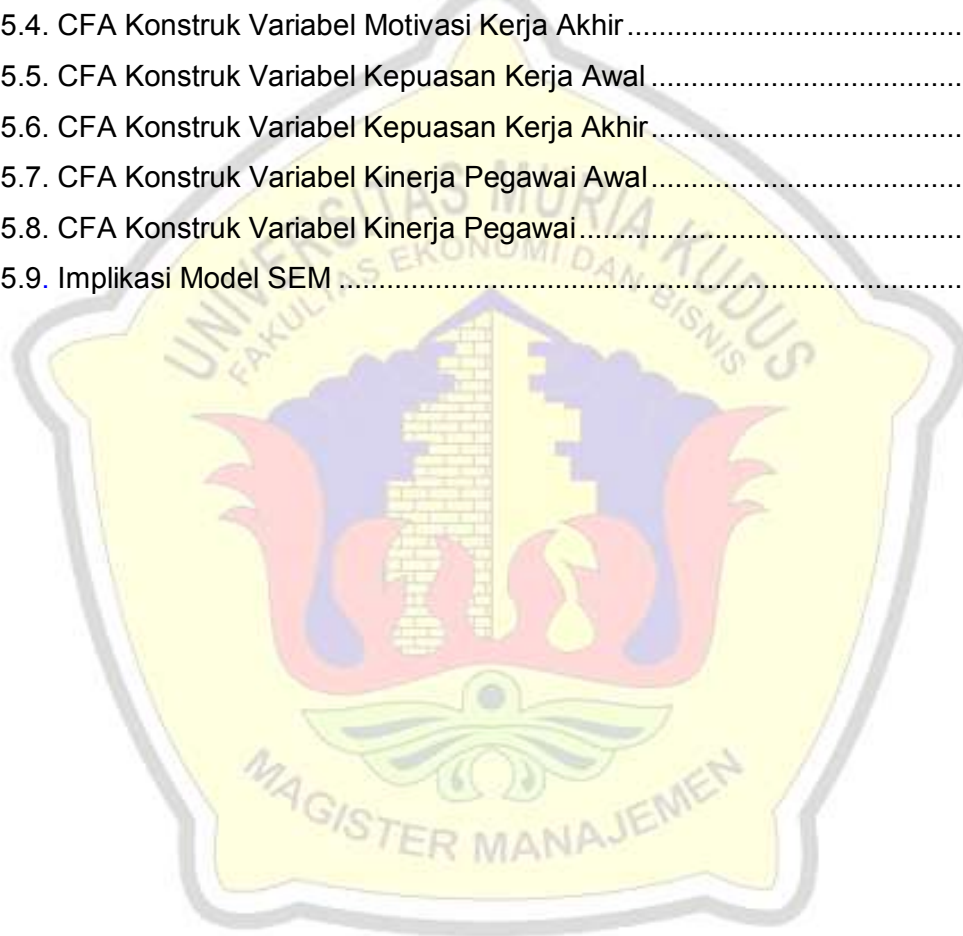 5.4. CFA Konstruk Variabel Motivasi Kerja Akhir ...................................
5.5. CFA Konstruk Variabel Kepuasan Kerja Awal .................................
5.6. CFA Konstruk Variabel Kepuasan Kerja Akhir .................................
5.7. CFA Konstruk Variabel Kinerja Pegawai Awal .................................
5.8. CFA Konstruk Variabel Kinerja Pegawai ........................................
5.9. Implikasi Model SEM ..................................................................
UNIVERSITAS MURIA KUDUS
FAKULTAS EKONOMI DAN BISNIS
MAGISTER MANAJEMEN